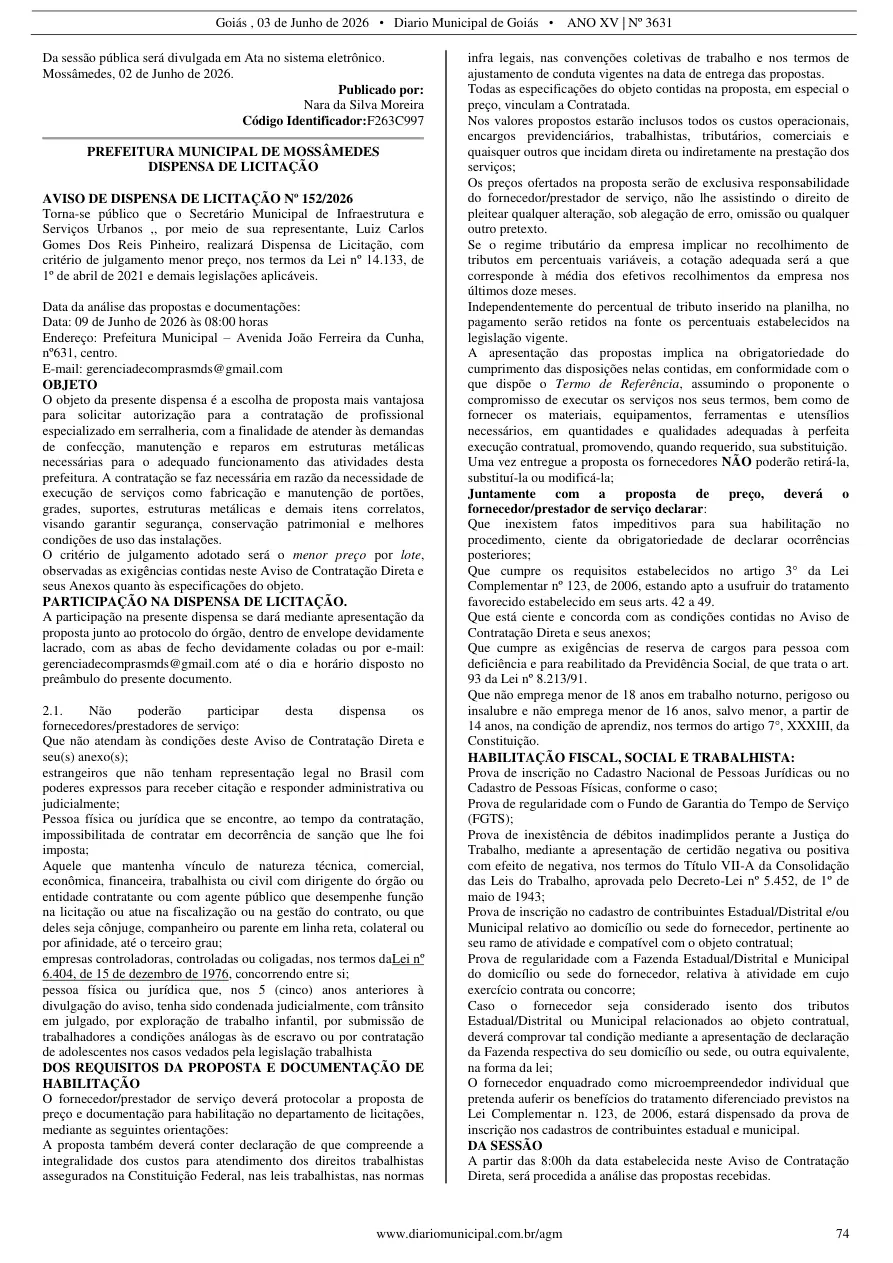 Goiás , 03 de Junho de 2026 • Diario Municipal de Goiás • ANO XV | Nº 3631
Da sessão pública será divulgada em Ata no sistema eletrônico.
Mossâmedes, 02 de Junho de 2026.
Publicado por:
Nara da Silva Moreira
Código Identificador:F263C997
PREFEITURA MUNICIPAL DE MOSSÂMEDES
DISPENSA DE LICITAÇÃO
AVISO DE DISPENSA DE LICITAÇÃO Nº 152/2026
Torna-se público que o Secretário Municipal de Infraestrutura e
Serviços Urbanos ,, por meio de sua representante, Luiz Carlos
Gomes Dos Reis Pinheiro, realizará Dispensa de Licitação, com
critério de julgamento menor preço, nos termos da Lei nº 14.133, de
1º de abril de 2021 e demais legislações aplicáveis.
Data da análise das propostas e documentações:
Data: 09 de Junho de 2026 às 08:00 horas
Endereço: Prefeitura Municipal – Avenida João Ferreira da Cunha,
nº631, centro.
E-mail: gerenciadecomprasmds@gmail.com
OBJETO
O objeto da presente dispensa é a escolha de proposta mais vantajosa
para solicitar autorização para a contratação de profissional
especializado em serralheria, com a finalidade de atender às demandas
de confecção, manutenção e reparos em estruturas metálicas
necessárias para o adequado funcionamento das atividades desta
prefeitura. A contratação se faz necessária em razão da necessidade de
execução de serviços como fabricação e manutenção de portões,
grades, suportes, estruturas metálicas e demais itens correlatos,
visando garantir segurança, conservação patrimonial e melhores
condições de uso das instalações.
O critério de julgamento adotado será o menor preço por lote,
observadas as exigências contidas neste Aviso de Contratação Direta e
seus Anexos quanto às especificações do objeto.
PARTICIPAÇÃO NA DISPENSA DE LICITAÇÃO.
A participação na presente dispensa se dará mediante apresentação da
proposta junto ao protocolo do órgão, dentro de envelope devidamente
lacrado, com as abas de fecho devidamente coladas ou por e-mail:
gerenciadecomprasmds@gmail.com até o dia e horário disposto no
preâmbulo do presente documento.
2.1. Não poderão participar desta dispensa os
fornecedores/prestadores de serviço:
Que não atendam às condições deste Aviso de Contratação Direta e
seu(s) anexo(s);
estrangeiros que não tenham representação legal no Brasil com
poderes expressos para receber citação e responder administrativa ou
judicialmente;
Pessoa física ou jurídica que se encontre, ao tempo da contratação,
impossibilitada de contratar em decorrência de sanção que lhe foi
imposta;
Aquele que mantenha vínculo de natureza técnica, comercial,
econômica, financeira, trabalhista ou civil com dirigente do órgão ou
entidade contratante ou com agente público que desempenhe função
na licitação ou atue na fiscalização ou na gestão do contrato, ou que
deles seja cônjuge, companheiro ou parente em linha reta, colateral ou
por afinidade, até o terceiro grau;
empresas controladoras, controladas ou coligadas, nos termos daLei nº
6.404, de 15 de dezembro de 1976, concorrendo entre si;
pessoa física ou jurídica que, nos 5 (cinco) anos anteriores à
divulgação do aviso, tenha sido condenada judicialmente, com trânsito
em julgado, por exploração de trabalho infantil, por submissão de
trabalhadores a condições análogas às de escravo ou por contratação
de adolescentes nos casos vedados pela legislação trabalhista
DOS REQUISITOS DA PROPOSTA E DOCUMENTAÇÃO DE
HABILITAÇÃO
O fornecedor/prestador de serviço deverá protocolar a proposta de
preço e documentação para habilitação no departamento de licitações,
mediante as seguintes orientações:
A proposta também deverá conter declaração de que compreende a
integralidade dos custos para atendimento dos direitos trabalhistas
assegurados na Constituição Federal, nas leis trabalhistas, nas normas
infra legais, nas convenções coletivas de trabalho e nos termos de
ajustamento de conduta vigentes na data de entrega das propostas.
Todas as especificações do objeto contidas na proposta, em especial o
preço, vinculam a Contratada.
Nos valores propostos estarão inclusos todos os custos operacionais,
encargos previdenciários, trabalhistas, tributários, comerciais e
quaisquer outros que incidam direta ou indiretamente na prestação dos
serviços;
Os preços ofertados na proposta serão de exclusiva responsabilidade
do fornecedor/prestador de serviço, não lhe assistindo o direito de
pleitear qualquer alteração, sob alegação de erro, omissão ou qualquer
outro pretexto.
Se o regime tributário da empresa implicar no recolhimento de
tributos em percentuais variáveis, a cotação adequada será a que
corresponde à média dos efetivos recolhimentos da empresa nos
últimos doze meses.
Independentemente do percentual de tributo inserido na planilha, no
pagamento serão retidos na fonte os percentuais estabelecidos na
legislação vigente.
A apresentação das propostas implica na obrigatoriedade do
cumprimento das disposições nelas contidas, em conformidade com o
que dispõe o Termo de Referência, assumindo o proponente o
compromisso de executar os serviços nos seus termos, bem como de
fornecer os materiais, equipamentos, ferramentas e utensílios
necessários, em quantidades e qualidades adequadas à perfeita
execução contratual, promovendo, quando requerido, sua substituição.
Uma vez entregue a proposta os fornecedores NÃO poderão retirá-la,
substituí-la ou modificá-la;
Juntamente com a proposta de preço, deverá o
fornecedor/prestador de serviço declarar:
Que inexistem fatos impeditivos para sua habilitação no
procedimento, ciente da obrigatoriedade de declarar ocorrências
posteriores;
Que cumpre os requisitos estabelecidos no artigo 3° da Lei
Complementar nº 123, de 2006, estando apto a usufruir do tratamento
favorecido estabelecido em seus arts. 42 a 49.
Que está ciente e concorda com as condições contidas no Aviso de
Contratação Direta e seus anexos;
Que cumpre as exigências de reserva de cargos para pessoa com
deficiência e para reabilitado da Previdência Social, de que trata o art.
93 da Lei nº 8.213/91.
Que não emprega menor de 18 anos em trabalho noturno, perigoso ou
insalubre e não emprega menor de 16 anos, salvo menor, a partir de
14 anos, na condição de aprendiz, nos termos do artigo 7°, XXXIII, da
Constituição.
HABILITAÇÃO FISCAL, SOCIAL E TRABALHISTA:
Prova de inscrição no Cadastro Nacional de Pessoas Jurídicas ou no
Cadastro de Pessoas Físicas, conforme o caso;
Prova de regularidade com o Fundo de Garantia do Tempo de Serviço
(FGTS);
Prova de inexistência de débitos inadimplidos perante a Justiça do
Trabalho, mediante a apresentação de certidão negativa ou positiva
com efeito de negativa, nos termos do Título VII-A da Consolidação
das Leis do Trabalho, aprovada pelo Decreto-Lei nº 5.452, de 1º de
maio de 1943;
Prova de inscrição no cadastro de contribuintes Estadual/Distrital e/ou
Municipal relativo ao domicílio ou sede do fornecedor, pertinente ao
seu ramo de atividade e compatível com o objeto contratual;
Prova de regularidade com a Fazenda Estadual/Distrital e Municipal
do domicílio ou sede do fornecedor, relativa à atividade em cujo
exercício contrata ou concorre;
Caso o fornecedor seja considerado isento dos tributos
Estadual/Distrital ou Municipal relacionados ao objeto contratual,
deverá comprovar tal condição mediante a apresentação de declaração
da Fazenda respectiva do seu domicílio ou sede, ou outra equivalente,
na forma da lei;
O fornecedor enquadrado como microempreendedor individual que
pretenda auferir os benefícios do tratamento diferenciado previstos na
Lei Complementar n. 123, de 2006, estará dispensado da prova de
inscrição nos cadastros de contribuintes estadual e municipal.
DA SESSÃO
A partir das 8:00h da data estabelecida neste Aviso de Contratação
Direta, será procedida a análise das propostas recebidas.
www.diariomunicipal.com.br/agm
74